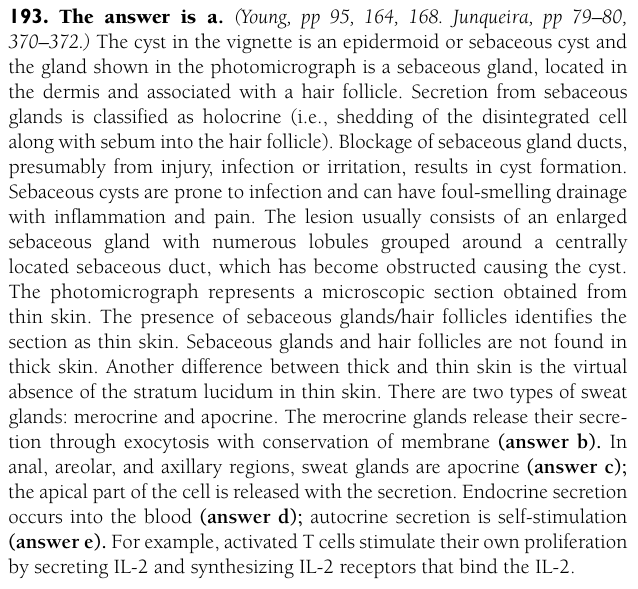 193. The answer is a. (Young, pp 95, 164, 168. Junqueira, pp 79–80,
370–372.) The cyst in the vignette is an epidermoid or sebaceous cyst and
the gland shown in the photomicrograph is a sebaceous gland, located in
the dermis and associated with a hair follicle. Secretion from sebaceous
glands is classified as holocrine (i.e., shedding of the disintegrated cell
along with sebum into the hair follicle). Blockage of sebaceous gland ducts,
presumably from injury, infection or irritation, results in cyst formation.
Sebaceous cysts are prone to infection and can have foul-smelling drainage
with inflammation and pain. The lesion usually consists of an enlarged
sebaceous gland with numerous lobules grouped around a centrally
located sebaceous duct, which has become obstructed causing the cyst.
The photomicrograph represents a microscopic section obtained from
thin skin. The presence of sebaceous glands/hair follicles identifies the
section as thin skin. Sebaceous glands and hair follicles are not found in
thick skin. Another difference between thick and thin skin is the virtual
absence of the stratum lucidum in thin skin. There are two types of sweat
glands: merocrine and apocrine. The merocrine glands release their secre-
tion through exocytosis with conservation of membrane (answer b). In
anal, areolar, and axillary regions, sweat glands are apocrine (answer c);
the apical part of the cell is released with the secretion. Endocrine secretion
occurs into the blood (answer d); autocrine secretion is self-stimulation
(answer e). For example, activated T cells stimulate their own proliferation
by secreting IL-2 and synthesizing IL-2 receptors that bind the IL-2.